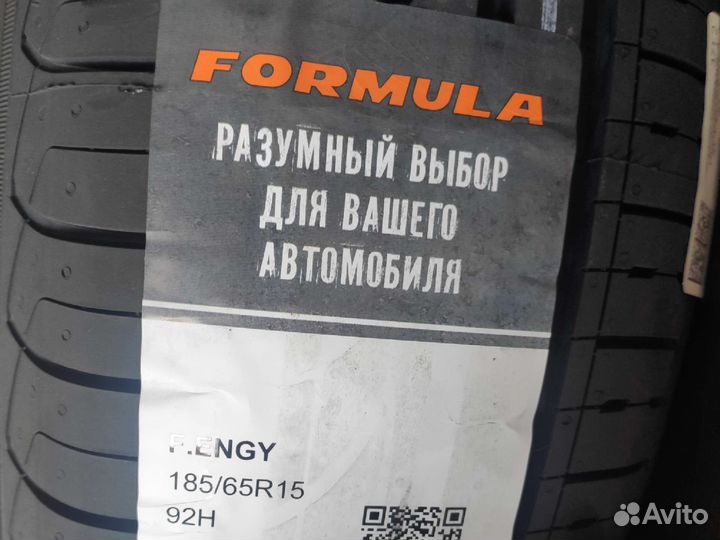 FORMULA
РАЗУМНЫЙ ВЫБОР
ДЛЯ ВАШЕГО
АВТОМОБИЛЯ
F.ENGY
185/65R15
92H
Avito